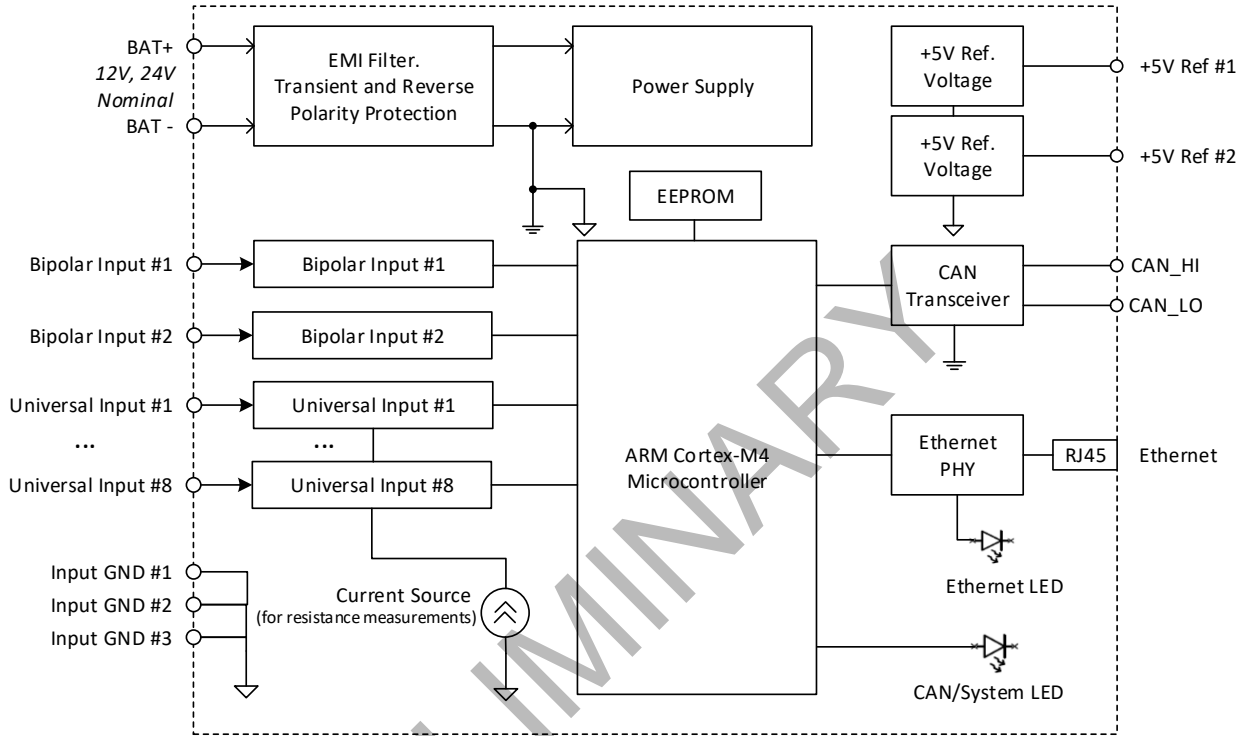 BAT+
12V, 24V
Nominal
BAT -
EMI Filter.
Transient and Reverse
Polarity Protection
Power Supply
+5V Ref.
Voltage
+5V Ref #1
+5V Ref.
Voltage
+5V Ref #2
EEPROM
Bipolar Input #1
Bipolar Input #1
Bipolar Input #2
Bipolar Input #2
Universal Input #1
Universal Input #1
...
...
Universal Input #8
Universal Input #8
Input GND #1
Input GND #2
Input GND #3
Current Source
(for resistance measurements)
ARM Cortex-M4
Microcontroller
CAN
Transceiver
CAN_HI
CAN_LO
Ethernet
PHY
RJ45
Ethernet
Ethernet LED
CAN/System LED
LIMINARY